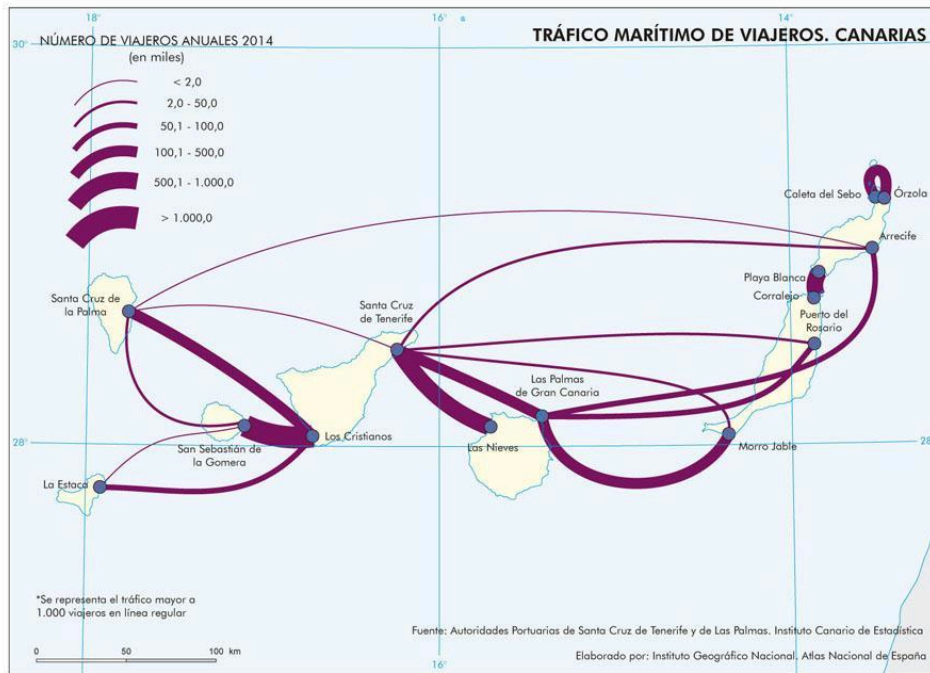 18°
16°
14°
30°
NÚMERO DE VIAJEROS ANUALES 2014
(en miles)
TRÁFICO MARÍTIMO DE VIAJEROS. CANARIAS
< 2,0
2,0 - 50,0
50,1 - 100,0
100,1 - 500,0
500,1 - 1.000,0
> 1.000,0
Caleta del Sebo
Órzola
Arrecife
Playa Blanca
Corralejo
Puerto del
Rosario
Santa Cruz de
la Palma
Santa Cruz
de Tenerife
Las Palmas
de Gran Canaria
Los Cristianos
San Sebastián de
la Gomera
Las Nieves
Morro Jable
28°
28
La Estaca
*Se representa el tráfico mayor a
1.000 viajeros en línea regular
Fuente: Autoridades Portuarias de Santa Cruz de Tenerife y de Las Palmas. Instituto Canario de Estadística
Elaborado por: Instituto Geográfico Nacional. Atlas Nacional de España
0 50 100 km
18°
16°